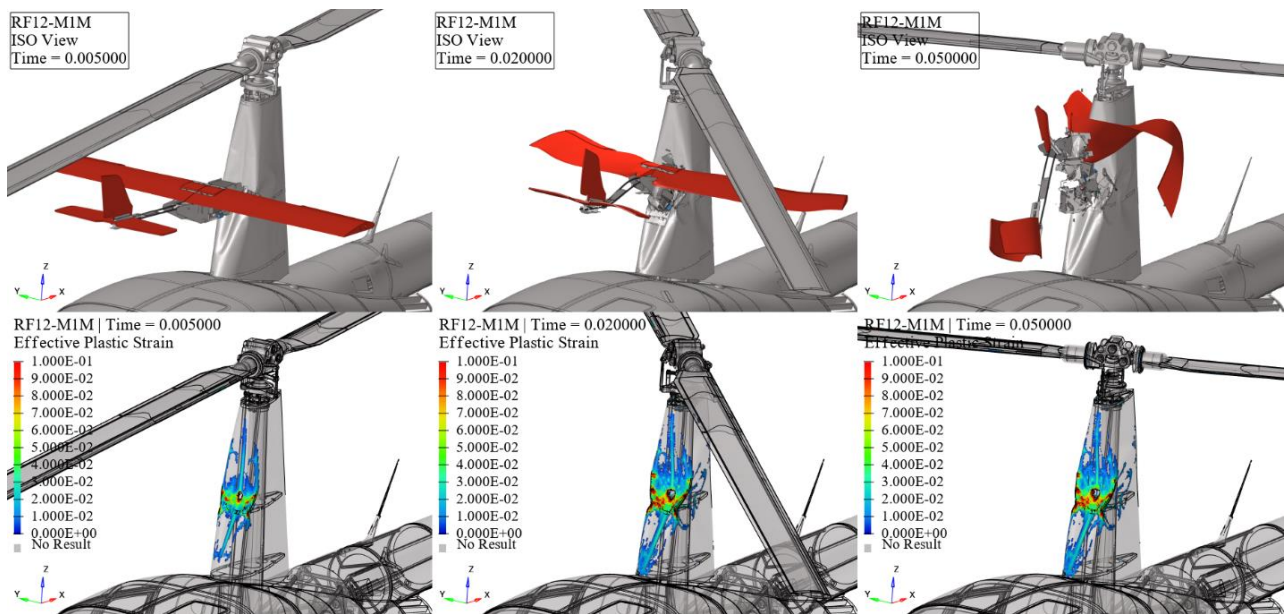 RF12-M1M
ISO View
Time = 0.005000
Z
Y
X
RF12-M1M
ISO View
Time = 0.020000
Z
Y
X
RF12-M1M
ISO View
Time = 0.050000
Z
Y
X
RF12-M1M | Time = 0.005000
Effective Plastic Strain
1.000E-01
9.000E-02
8.000E-02
7.000E-02
6.000E-02
5.000E-02
4.000E-02
3.000E-02
2.000E-02
1.000E-02
0.000E+00
No Result
Z
Y
X
RF12-M1M | Time = 0.020000
Effective Plastic Strain
1.000E-01
9.000E-02
8.000E-02
7.000E-02
6.000E-02
5.000E-02
4.000E-02
3.000E-02
2.000E-02
1.000E-02
0.000E+00
No Result
Z
Y
X
RF12-M1M | Time = 0.050000
Effective Plastic Strain
1.000E-01
9.000E-02
8.000E-02
7.000E-02
6.000E-02
5.000E-02
4.000E-02
3.000E-02
2.000E-02
1.000E-02
0.000E+00
No Result
Z
Y
X